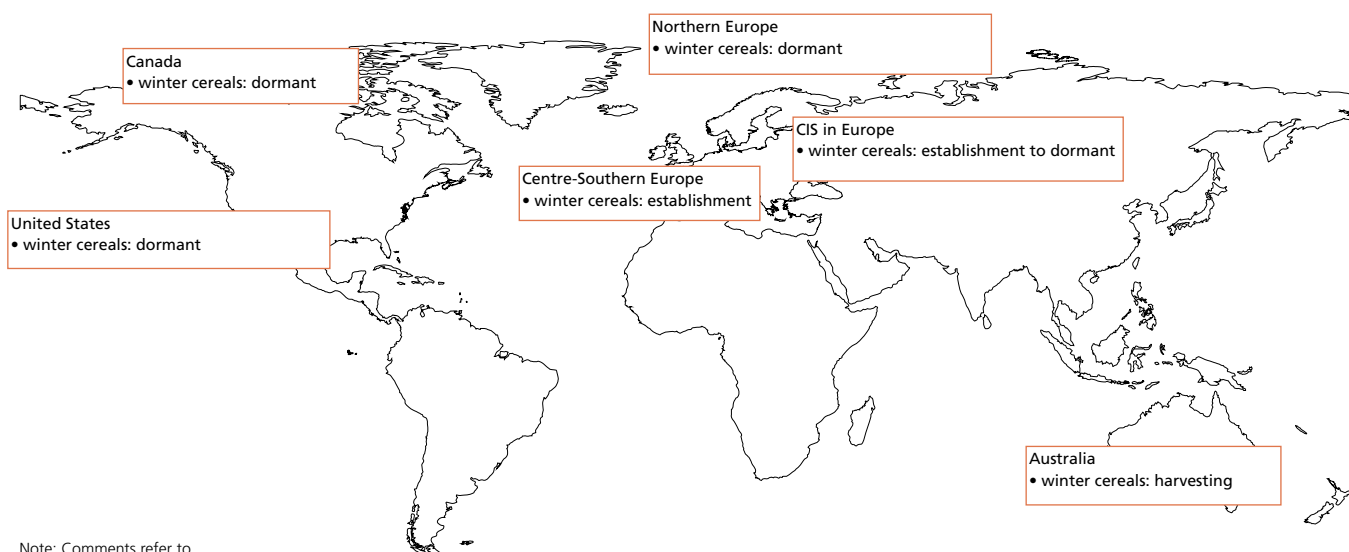 Northern Europe
• winter cereals: dormant
Canada
• winter cereals: dormant
CIS in Europe
• winter cereals: establishment to dormant
Centre-Southern Europe
• winter cereals: establishment
United States
• winter cereals: dormant
Australia
• winter cereals: harvesting
Note: Comments refer to